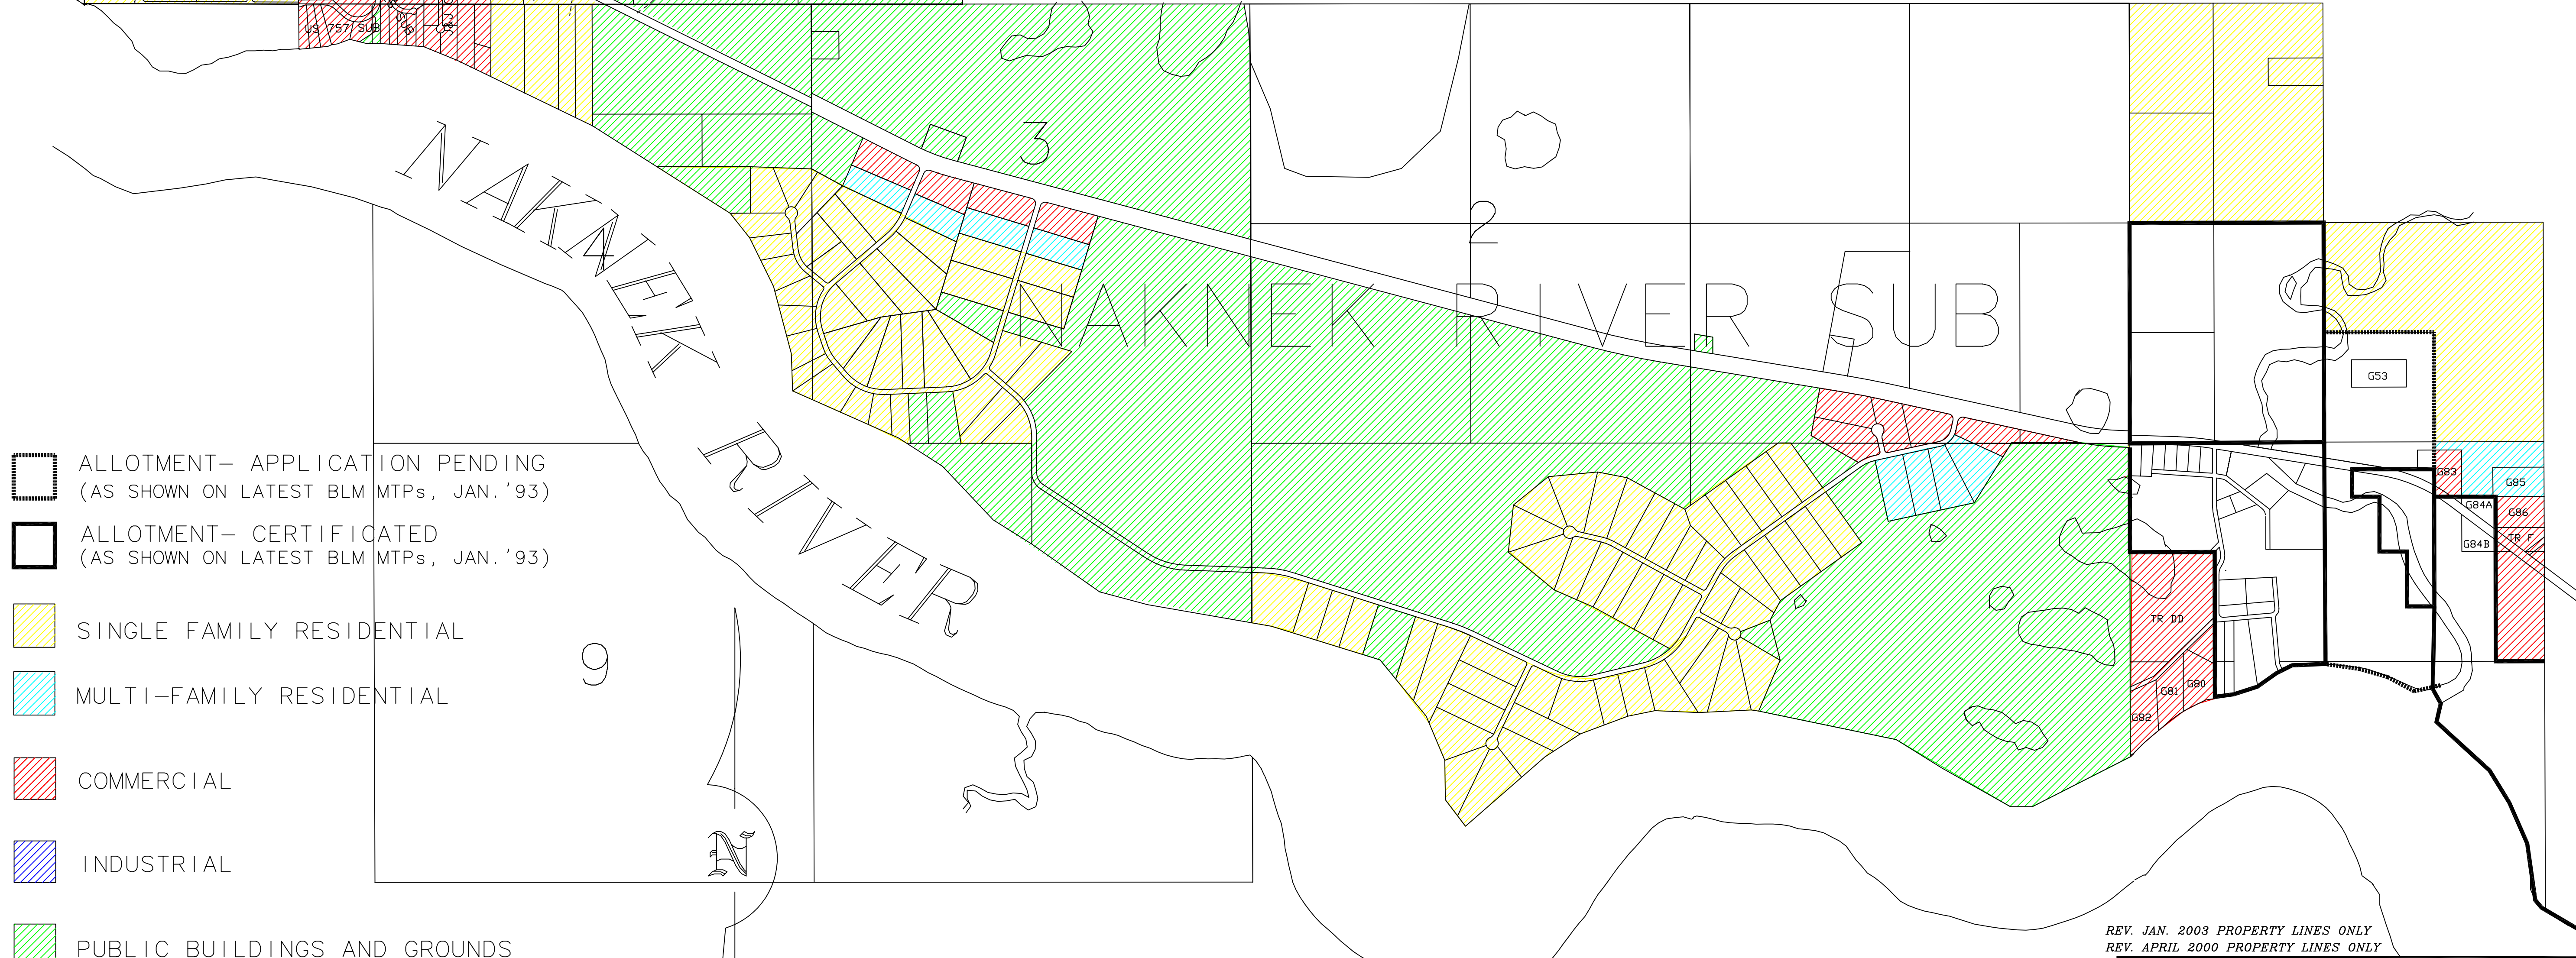 US 757 SUB
SUB
3
NAKNEK RIVER
4
2
NAKNEK RIVER SUB
G53
G83
G85
G84A
G86
G84B
TR F
TR DD
G81
G80
G82
9
N
ALLOTMENT- APPLICATION PENDING
(AS SHOWN ON LATEST BLM MTPs, JAN.'93)
ALLOTMENT- CERTIFICATED
(AS SHOWN ON LATEST BLM MTPs, JAN.'93)
SINGLE FAMILY RESIDENTIAL
MULTI-FAMILY RESIDENTIAL
COMMERCIAL
INDUSTRIAL
PUBLIC BUILDINGS AND GROUNDS
REV. JAN. 2003 PROPERTY LINES ONLY
REV. APRIL 2000 PROPERTY LINES ONLY